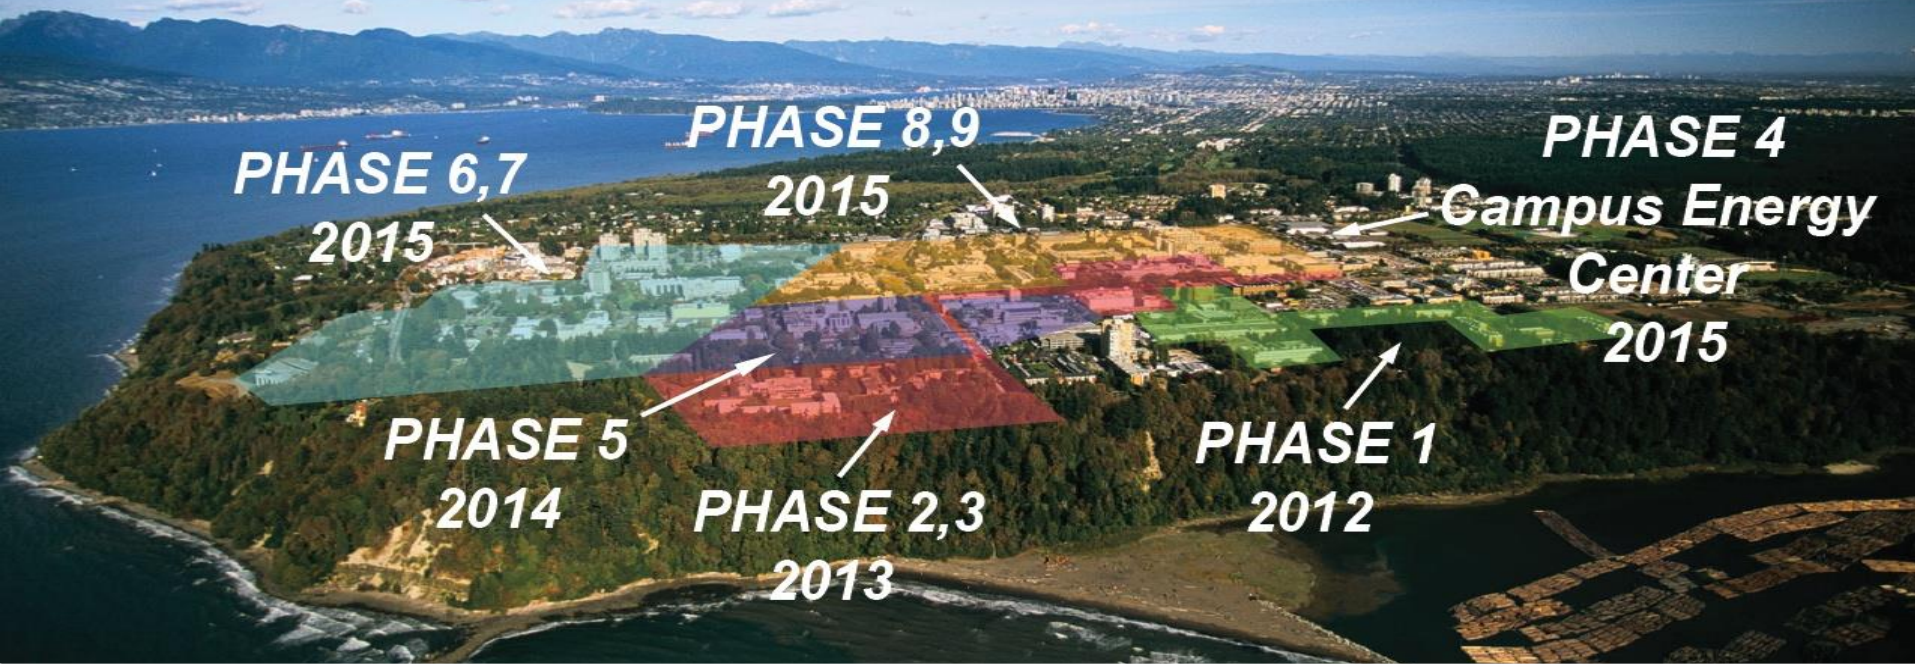 PHASE 6,7
2015
PHASE 8,9
2015
PHASE 4
Campus Energy
Center
2015
PHASE 5
2014
PHASE 2,3
2013
PHASE 1
2012